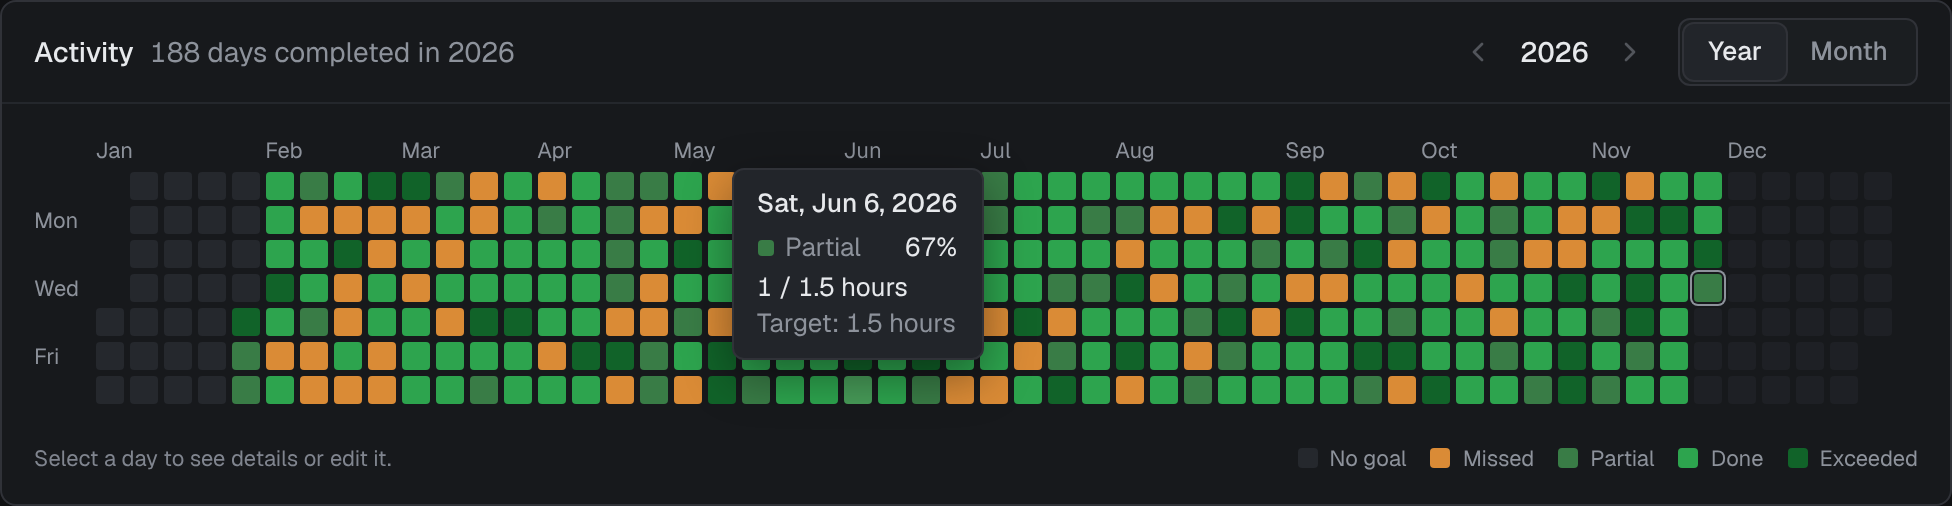 Activity 188 days completed in 2026
2026 Year Month
Jan Feb Mar Apr May Jun Jul Aug Sep Oct Nov Dec
Mon
Wed
Fri
Sat, Jun 6, 2026
Partial 67%
1 / 1.5 hours
Target: 1.5 hours
Select a day to see details or edit it.
No goal Missed Partial Done Exceeded